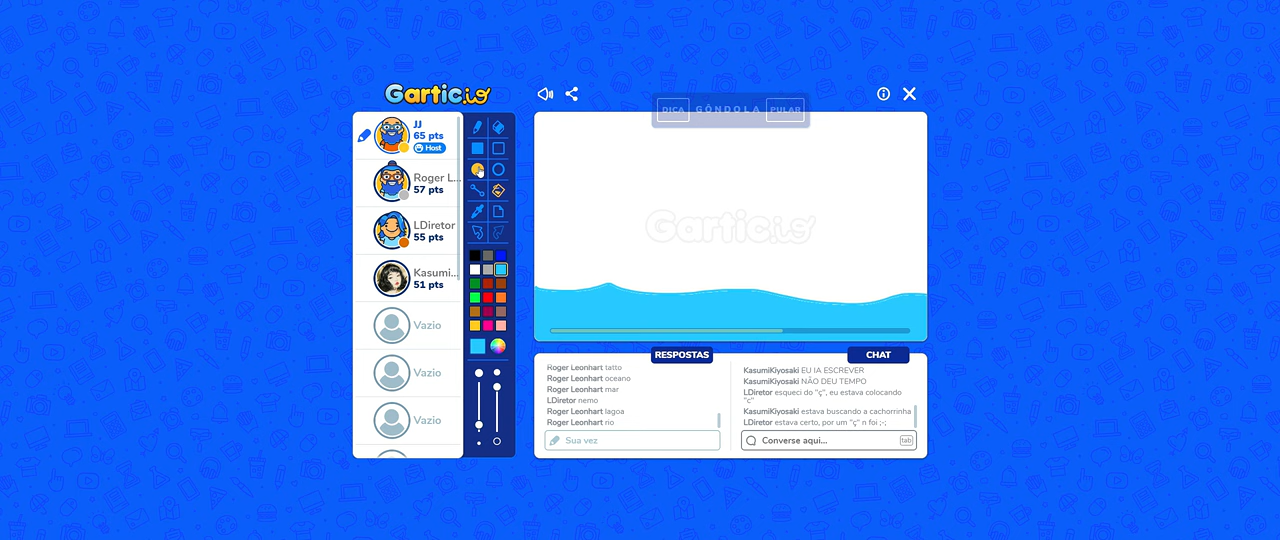 Gartic.io
DICA GÔNDOLA PULAR
JJ
65 pts
Host
Roger L...
57 pts
LDiretor
55 pts
Kasumi...
51 pts
Vazio
Vazio
Vazio
Gartic.io
RESPOSTAS
Roger Leonhart tatto
Roger Leonhart oceano
Roger Leonhart mar
LDiretor nemo
Roger Leonhart lagoa
Roger Leonhart rio
Sua vez
CHAT
KasumiKiyosaki EU IA ESCREVER
KasumiKiyosaki NÃO DEU TEMPO
LDiretor esqueci do "ç", eu estava colocando
"c"
KasumiKiyosaki estava buscando a cachorrinha
LDiretor estava certo, por um "ç" n foi ;-;
Converse aqui...
tab